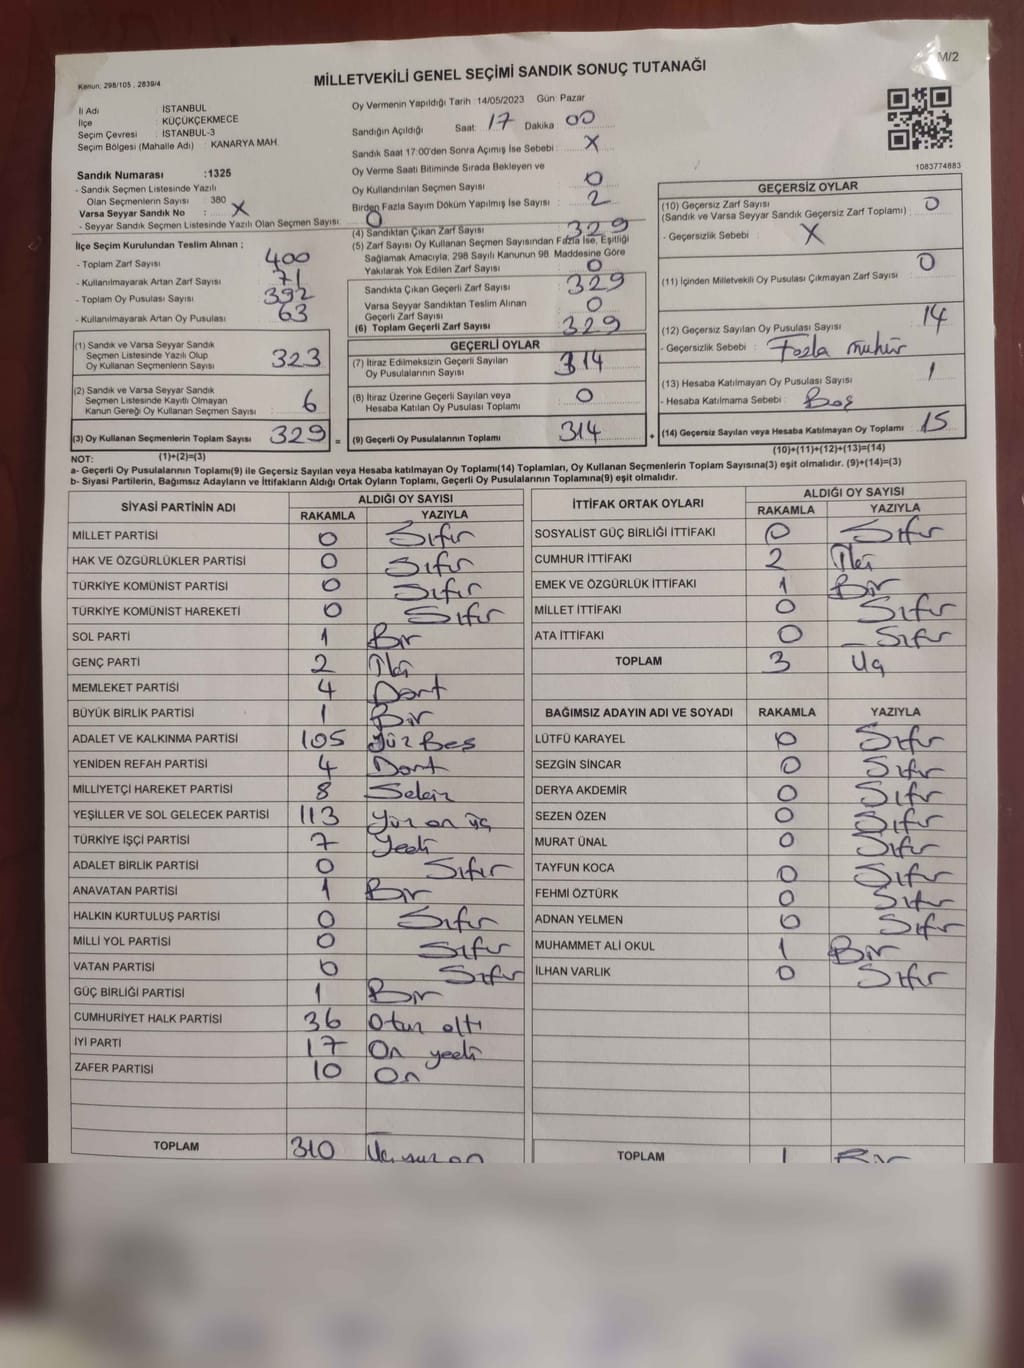 Kanun: 298/105, 2839/4
MİLLETVEKİLİ GENEL SEÇİMİ SANDIK SONUÇ TUTANAĞI
M/2
İl Adı : İSTANBUL
İlçe : KÜÇÜKÇEKMECE
Seçim Çevresi : İSTANBUL-3
Seçim Bölgesi (Mahalle Adı) : KANARYA MAH.
Oy Vermenin Yapıldığı Tarih :14/05/2023 Gün: Pazar
Sandığın Açıldığı Saat: 17 Dakika 00
Sandık Saat 17:00'den Sonra Açımış İse Sebebi : X
Oy Verme Saati Bitiminde Sırada Bekleyen ve
Oy Kullandırılan Seçmen Sayısı 0
Birden Fazla Sayım Döküm Yapılmış İse Sayısı : 2
1083774683
Sandık Numarası :1325
- Sandık Seçmen Listesinde Yazılı
Olan Seçmenlerin Sayısı 380
Varsa Seyyar Sandık No : X
- Seyyar Sandık Seçmen Listesinde Yazılı Olan Seçmen Sayısı: 0
İlçe Seçim Kurulundan Teslim Alınan ;
- Toplam Zarf Sayısı 400
- Kullanılmayarak Artan Zarf Sayısı 71
- Toplam Oy Pusulası Sayısı 392
- Kullanılmayarak Artan Oy Pusulası 63
(1) Sandık ve Varsa Seyyar Sandık
Seçmen Listesinde Yazılı Olup
Oy Kullanan Seçmenlerin Sayısı 323
(2) Sandık ve Varsa Seyyar Sandık
Seçmen Listesinde Kayıtlı Olmayan
Kanun Gereği Oy Kullanan Seçmen Sayısı 6
(3) Oy Kullanan Seçmenlerin Toplam Sayısı 329 =
(1)+(2)=(3)
(4) Sandıktan Çıkan Zarf Sayısı 329
(5) Zarf Sayısı Oy Kullanan Seçmen Sayısından Fazla İse, Eşitliği
Sağlamak Amacıyla, 298 Sayılı Kanunun 98. Maddesine Göre
Yakılarak Yok Edilen Zarf Sayısı 0
Sandıkta Çıkan Geçerli Zarf Sayısı 329
Varsa Seyyar Sandıktan Teslim Alınan
Geçerli Zarf Sayısı 0
(6) Toplam Geçerli Zarf Sayısı 329
GEÇERLİ OYLAR
(7) İtiraz Edilmeksizin Geçerli Sayılan
Oy Pusulalarının Sayısı 314
(8) İtiraz Üzerine Geçerli Sayılan veya
Hesaba Katılan Oy Pusulası Toplamı 0
(9) Geçerli Oy Pusulalarının Toplamı 314 +
GEÇERSİZ OYLAR
(10) Geçersiz Zarf Sayısı 0
(Sandık ve Varsa Seyyar Sandık Geçersiz Zarf Toplamı)
- Geçersizlik Sebebi : X
(11) İçinden Milletvekili Oy Pusulası Çıkmayan Zarf Sayısı 0
(12) Geçersiz Sayılan Oy Pusulası Sayısı 14
- Geçersizlik Sebebi : Fazla mühür
(13) Hesaba Katılmayan Oy Pusulası Sayısı 1
- Hesaba Katılmama Sebebi : Boş
(14) Geçersiz Sayılan veya Hesaba Katılmayan Oy Toplamı 15
(10)+(11)+(12)+(13)=(14)
NOT:
a- Geçerli Oy Pusulalarının Toplamı(9) ile Geçersiz Sayılan veya Hesaba katılmayan Oy Toplamı(14) Toplamları, Oy Kullanan Seçmenlerin Toplam Sayısına(3) eşit olmalıdır. (9)+(14)=(3)
b- Siyasi Partilerin, Bağımsız Adayların ve İttifakların Aldığı Ortak Oyların Toplamı, Geçerli Oy Pusulalarının Toplamına(9) eşit olmalıdır.
SİYASİ PARTİNİN ADI ALDIĞI OY SAYISI
RAKAMLA YAZIYLA
MİLLET PARTİSİ 0 Sıfır
HAK VE ÖZGÜRLÜKLER PARTİSİ 0 Sıfır
TÜRKİYE KOMÜNİST PARTİSİ 0 Sıfır
TÜRKİYE KOMÜNİST HAREKETİ 0 Sıfır
SOL PARTİ 1 Bir
GENÇ PARTİ 2 İki
MEMLEKET PARTİSİ 4 Dört
BÜYÜK BİRLİK PARTİSİ 1 Bir
ADALET VE KALKINMA PARTİSİ 105 Yüz Beş
YENİDEN REFAH PARTİSİ 4 Dört
MİLLİYETÇİ HAREKET PARTİSİ 8 Sekiz
YEŞİLLER VE SOL GELECEK PARTİSİ 113 Yüz on üç
TÜRKİYE İŞÇİ PARTİSİ 7 Yedi
ADALET BİRLİK PARTİSİ 0 Sıfır
ANAVATAN PARTİSİ 1 Bir
HALKIN KURTULUŞ PARTİSİ 0 Sıfır
MİLLİ YOL PARTİSİ 0 Sıfır
VATAN PARTİSİ 0 Sıfır
GÜÇ BİRLİĞİ PARTİSİ 1 Bir
CUMHURİYET HALK PARTİSİ 36 Otuz altı
İYİ PARTİ 17 On yedi
ZAFER PARTİSİ 10 On
TOPLAM 310 Üç yüz on
İTTİFAK ORTAK OYLARI ALDIĞI OY SAYISI
RAKAMLA YAZIYLA
SOSYALİST GÜÇ BİRLİĞİ İTTİFAKI 0 Sıfır
CUMHUR İTTİFAKI 2 İki
EMEK VE ÖZGÜRLÜK İTTİFAKI 1 Bir
MİLLET İTTİFAKI 0 Sıfır
ATA İTTİFAKI 0 Sıfır
TOPLAM 3 Üç
BAĞIMSIZ ADAYIN ADI VE SOYADI RAKAMLA YAZIYLA
LÜTFÜ KARAYEL 0 Sıfır
SEZGİN SİNCAR 0 Sıfır
DERYA AKDEMİR 0 Sıfır
SEZEN ÖZEN 0 Sıfır
MURAT ÜNAL 0 Sıfır
TAYFUN KOCA 0 Sıfır
FEHMİ ÖZTÜRK 0 Sıfır
ADNAN YELMEN 0 Sıfır
MUHAMMET ALİ OKUL 1 Bir
İLHAN VARLIK 0 Sıfır
TOPLAM 1 Bir